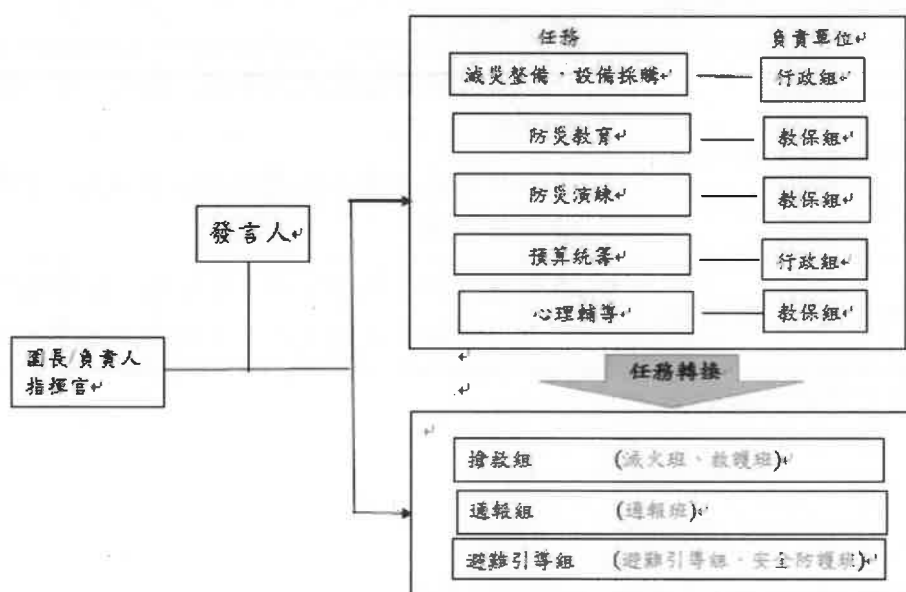 任務 負責單位
減災整備,設備採購 行政組
防災教育 教保組
防災演練 教保組
預算統籌 行政組
心理輔導 教保組
發言人
園長/負責人
指揮官
任務轉換
搶救組 (滅火班、救護班)
通報組 (通報班)
避難引導組 (避難引導組,安全防護班)